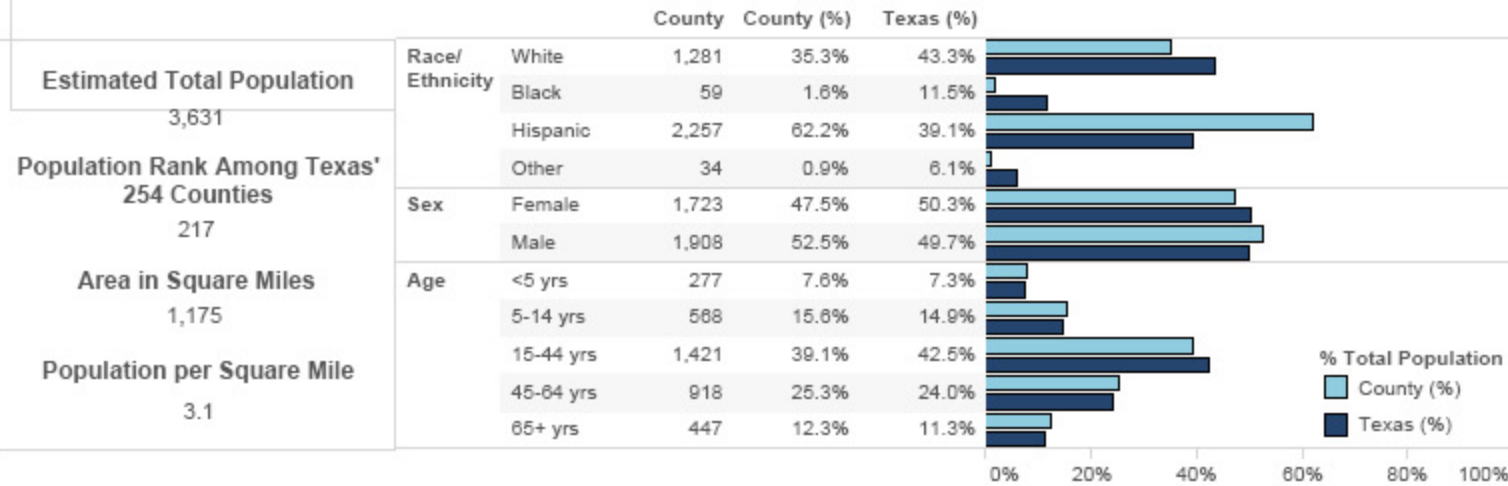 County County (%) Texas (%)
Estimated Total Population
3,631
Population Rank Among Texas'
254 Counties
217
Area in Square Miles
1,175
Population per Square Mile
3.1
Race/
Ethnicity
White 1,281 35.3% 43.3%
Black 59 1.6% 11.5%
Hispanic 2,257 62.2% 39.1%
Other 34 0.9% 6.1%
Sex
Female 1,723 47.5% 50.3%
Male 1,908 52.5% 49.7%
Age
<5 yrs 277 7.6% 7.3%
5-14 yrs 568 15.6% 14.9%
15-44 yrs 1,421 39.1% 42.5%
45-64 yrs 918 25.3% 24.0%
65+ yrs 447 12.3% 11.3%
% Total Population
County (%)
Texas (%)
0% 20% 40% 60% 80% 100%